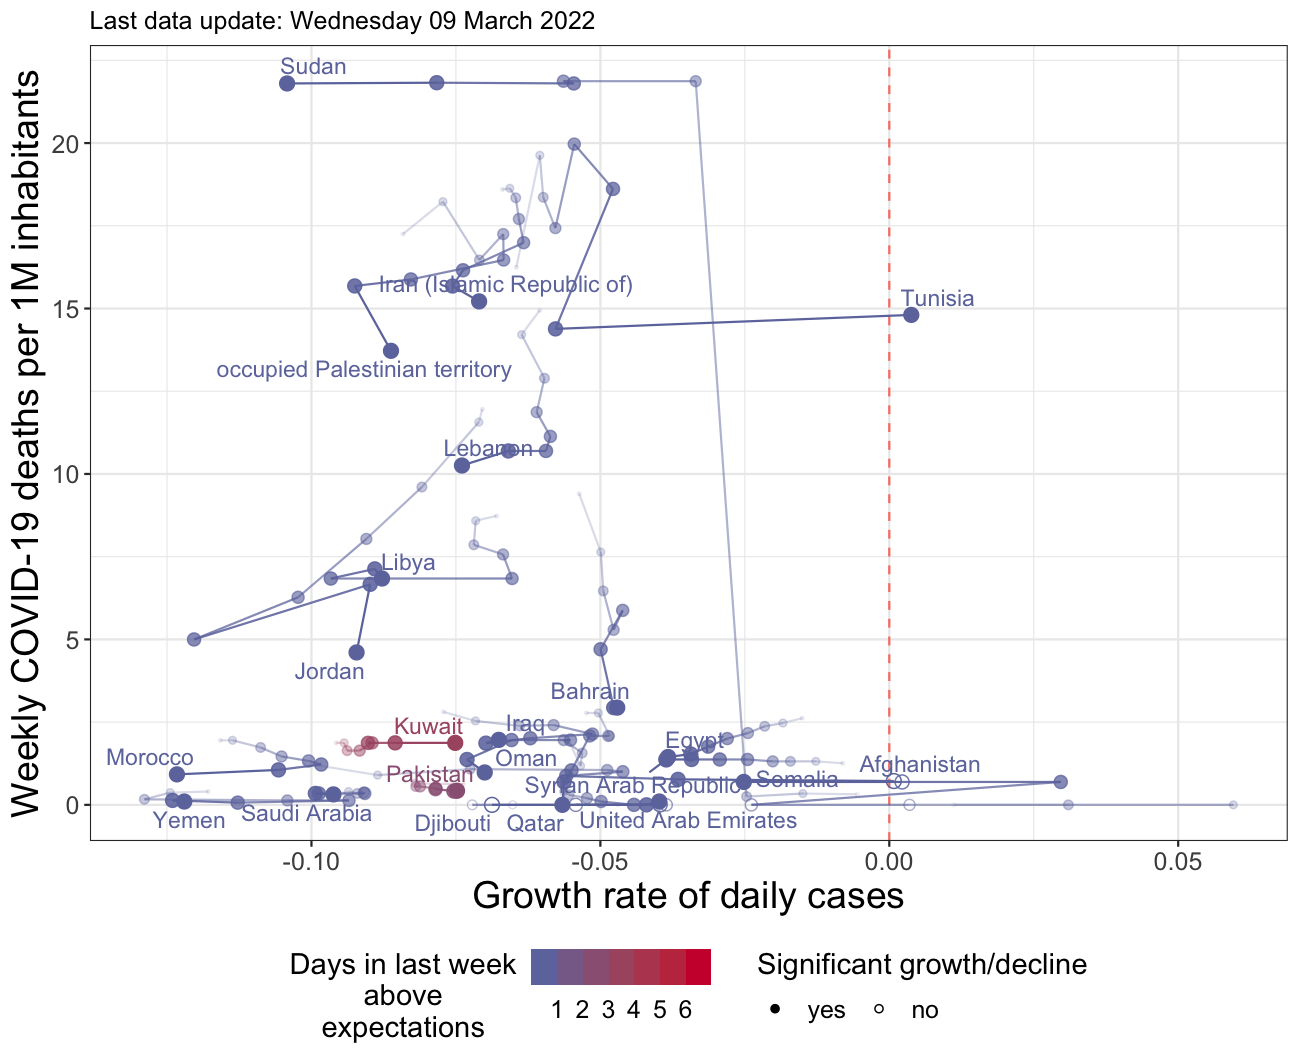 Last data update: Wednesday 09 March 2022
Weekly COVID-19 deaths per 1M inhabitants
20
15
10
5
0
Sudan
Iran (Islamic Republic of)
Tunisia
occupied Palestinian territory
Lebanon
Libya
Jordan
Bahrain
Kuwait
Iraq
Egypt
Morocco
Oman
Afghanistan
Pakistan
Syrian Arab Republic
Somalia
Yemen
Saudi Arabia
Djibouti
Qatar
United Arab Emirates
-0.10
-0.05
0.00
0.05
Growth rate of daily cases
Days in last week
above
expectations
1 2 3 4 5 6
Significant growth/decline
yes
no